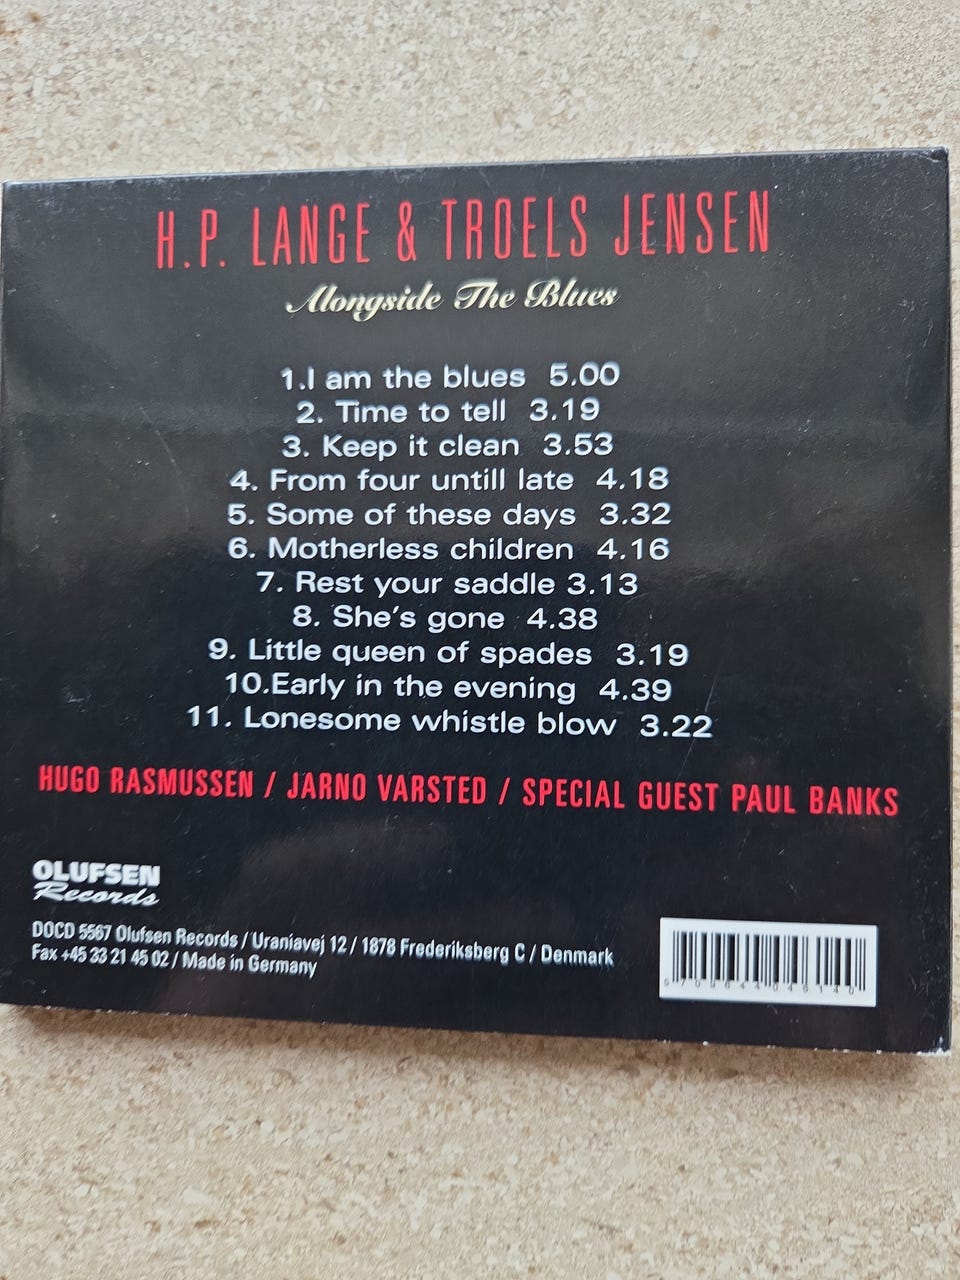 H.P. LANGE & TROELS JENSEN
Alongside The Blues
1.I am the blues 5.00
2. Time to tell 3.19
3. Keep it clean 3.53
4. From four untill late 4.18
5. Some of these days 3.32
6. Motherless children 4.16
7. Rest your saddle 3.13
8. She's gone 4.38
9. Little queen of spades 3.19
10.Early in the evening 4.39
11. Lonesome whistle blow 3.22
HUGO RASMUSSEN / JARNO VARSTED / SPECIAL GUEST PAUL BANKS
OLUFSEN
Records
DOCD 5567 Olufsen Records / Uraniavej 12 / 1878 Frederiksberg C / Denmark
Fax +45 33 21 45 02 / Made in Germany